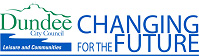 Dundee
City Council
Leisure and Communities
CHANGING
FOR THE FUTURE